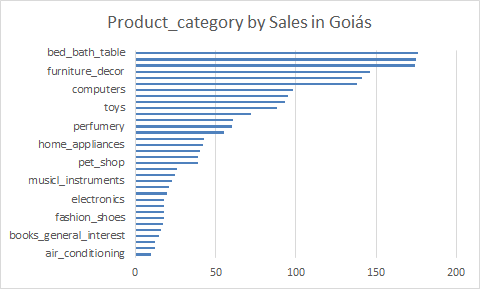 Product_category by Sales in Goiás
bed_bath_table
furniture_decor
computers
toys
perfumery
home_appliances
pet_shop
musicl_instruments
electronics
fashion_shoes
books_general_interest
air_conditioning
0 50 100 150 200